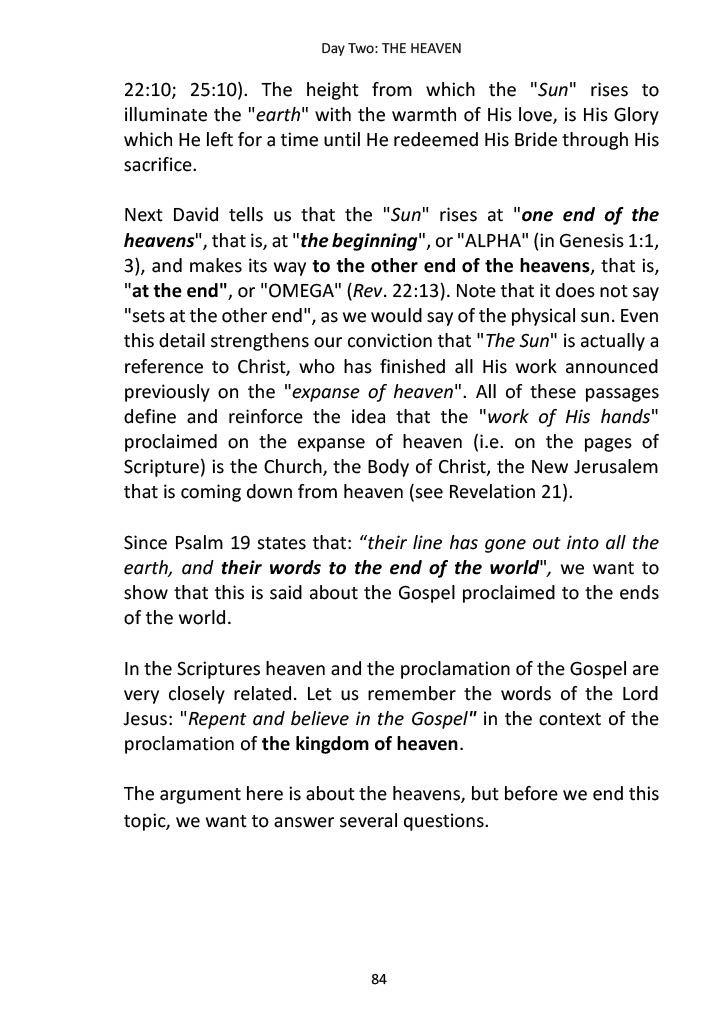 Day Two: THE HEAVEN
22:10; 25:10). The height from which the "Sun" rises to
illuminate the "earth" with the warmth of His love, is His Glory
which He left for a time until He redeemed His Bride through His
sacrifice.
Next David tells us that the "Sun" rises at "one end of the
heavens", that is, at "the beginning", or "ALPHA" (in Genesis 1:1,
3), and makes its way to the other end of the heavens, that is,
"at the end", or "OMEGA" (Rev. 22:13). Note that it does not say
"sets at the other end", as we would say of the physical sun. Even
this detail strengthens our conviction that "The Sun" is actually a
reference to Christ, who has finished all His work announced
previously on the "expanse of heaven". All of these passages
define and reinforce the idea that the "work of His hands"
proclaimed on the expanse of heaven (i.e. on the pages of
Scripture) is the Church, the Body of Christ, the New Jerusalem
that is coming down from heaven (see Revelation 21).
Since Psalm 19 states that: “their line has gone out into all the
earth, and their words to the end of the world", we want to
show that this is said about the Gospel proclaimed to the ends
of the world.
In the Scriptures heaven and the proclamation of the Gospel are
very closely related. Let us remember the words of the Lord
Jesus: "Repent and believe in the Gospel" in the context of the
proclamation of the kingdom of heaven.
The argument here is about the heavens, but before we end this
topic, we want to answer several questions.
84